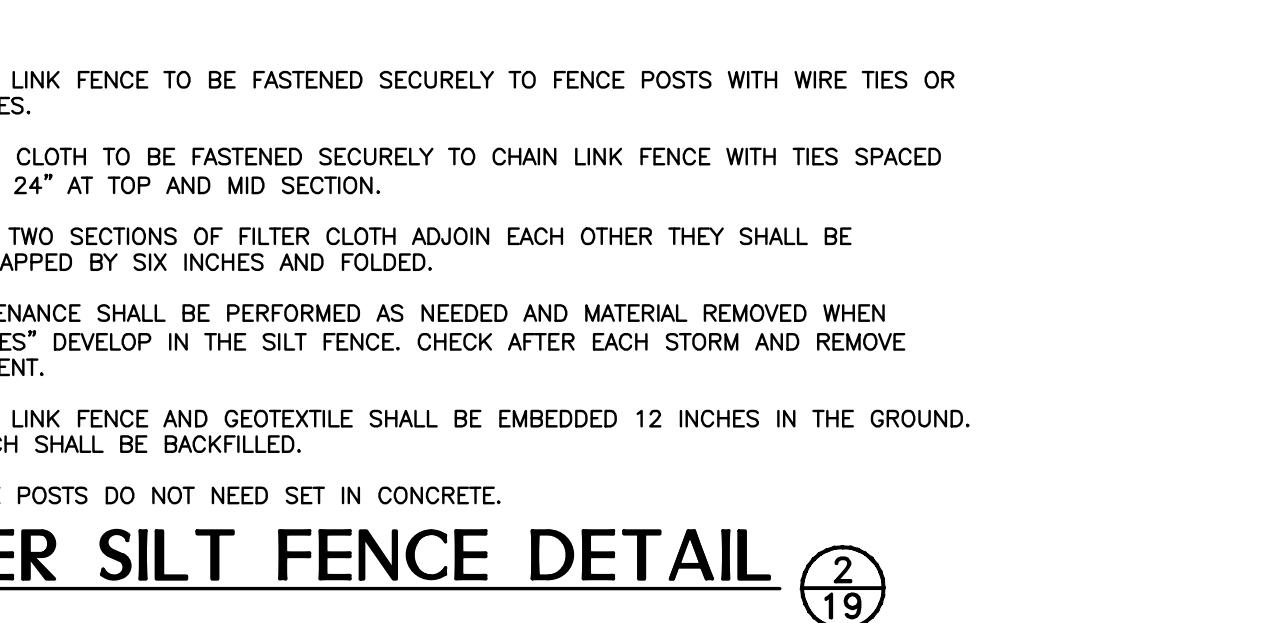 LINK FENCE TO BE FASTENED SECURELY TO FENCE POSTS WITH WIRE TIES OR
ES.
CLOTH TO BE FASTENED SECURELY TO CHAIN LINK FENCE WITH TIES SPACED
24” AT TOP AND MID SECTION.
TWO SECTIONS OF FILTER CLOTH ADJOIN EACH OTHER THEY SHALL BE
APPED BY SIX INCHES AND FOLDED.
ENANCE SHALL BE PERFORMED AS NEEDED AND MATERIAL REMOVED WHEN
ES” DEVELOP IN THE SILT FENCE. CHECK AFTER EACH STORM AND REMOVE
ENT.
LINK FENCE AND GEOTEXTILE SHALL BE EMBEDDED 12 INCHES IN THE GROUND.
CH SHALL BE BACKFILLED.
POSTS DO NOT NEED SET IN CONCRETE.
ER SILT FENCE DETAIL
2
19